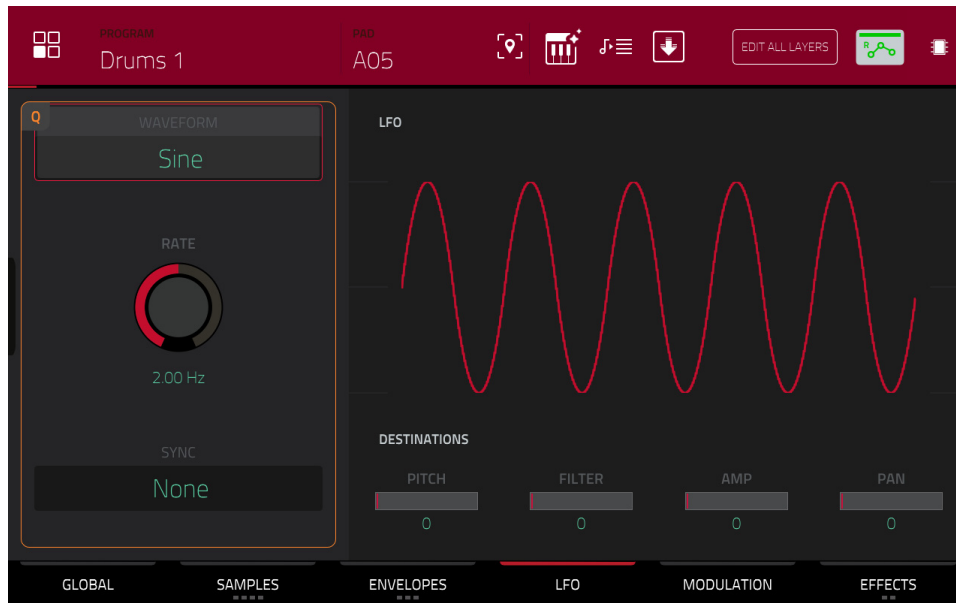 PROGRAM
Drums 1
PAD
A05
EDIT ALL LAYERS
R
Q
WAVEFORM
Sine
RATE
2.00 Hz
SYNC
None
LFO
DESTINATIONS
PITCH FILTER AMP PAN
0 0 0 0
GLOBAL SAMPLES ENVELOPES LFO MODULATION EFFECTS